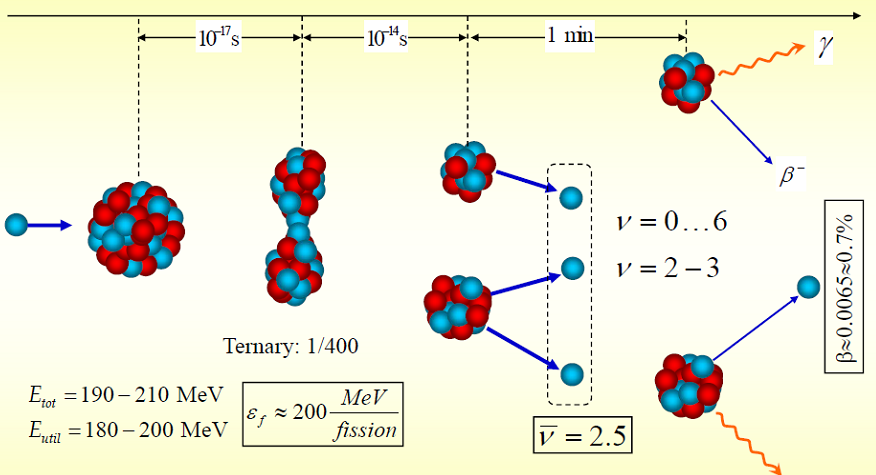 10⁻¹⁷s
10⁻¹⁴s
1 min
γ
β⁻
ν = 0…6
ν = 2 – 3
β≈0.0065≈0.7%
Ternary: 1/400
E_tot = 190 – 210 MeV
E_util = 180 – 200 MeV
ε_f ≈ 200 MeV/fission
ν̅ = 2.5